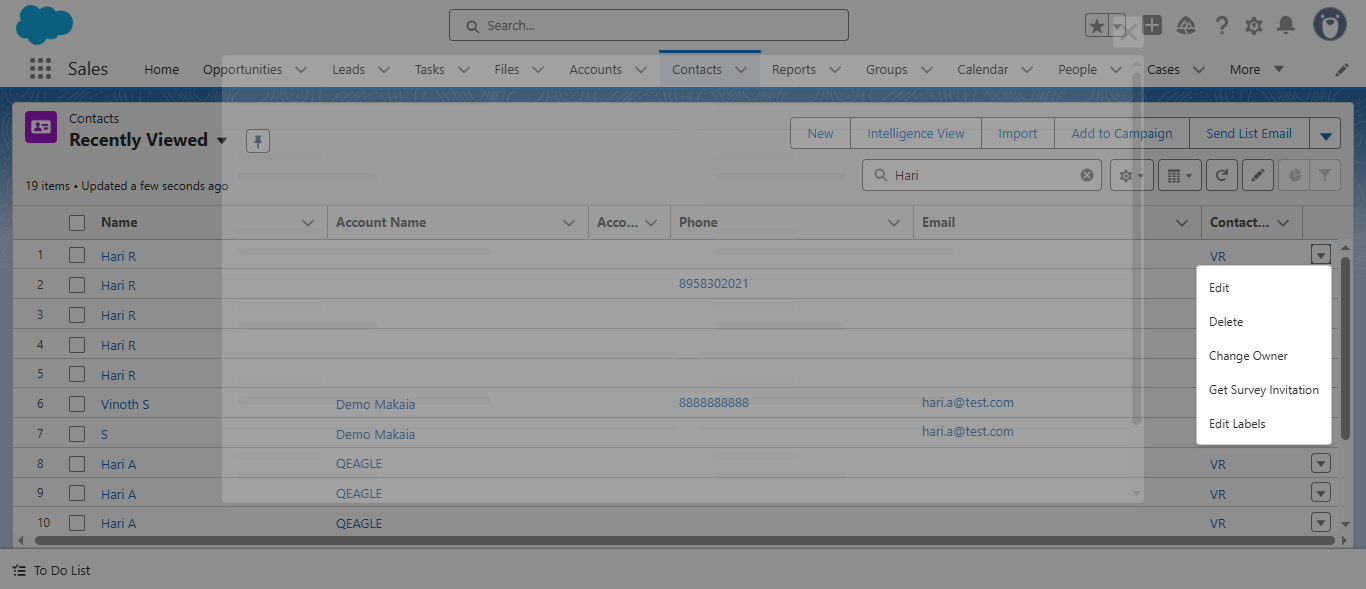 Search...
Sales
Home
Opportunities
Leads
Tasks
Files
Accounts
Contacts
Reports
Groups
Calendar
People
Cases
More
Contacts
Recently Viewed
New
Intelligence View
Import
Add to Campaign
Send List Email
19 items • Updated a few seconds ago
Hari
Name
Account Name
Acco...
Phone
Email
Contact...
1 Hari R VR
2 Hari R 8958302021
3 Hari R
4 Hari R
5 Hari R
6 Vinoth S Demo Makaia 8888888888 hari.a@test.com
7 S Demo Makaia hari.a@test.com
8 Hari A QEAGLE VR
9 Hari A QEAGLE VR
10 Hari A QEAGLE VR
Edit
Delete
Change Owner
Get Survey Invitation
Edit Labels
To Do List